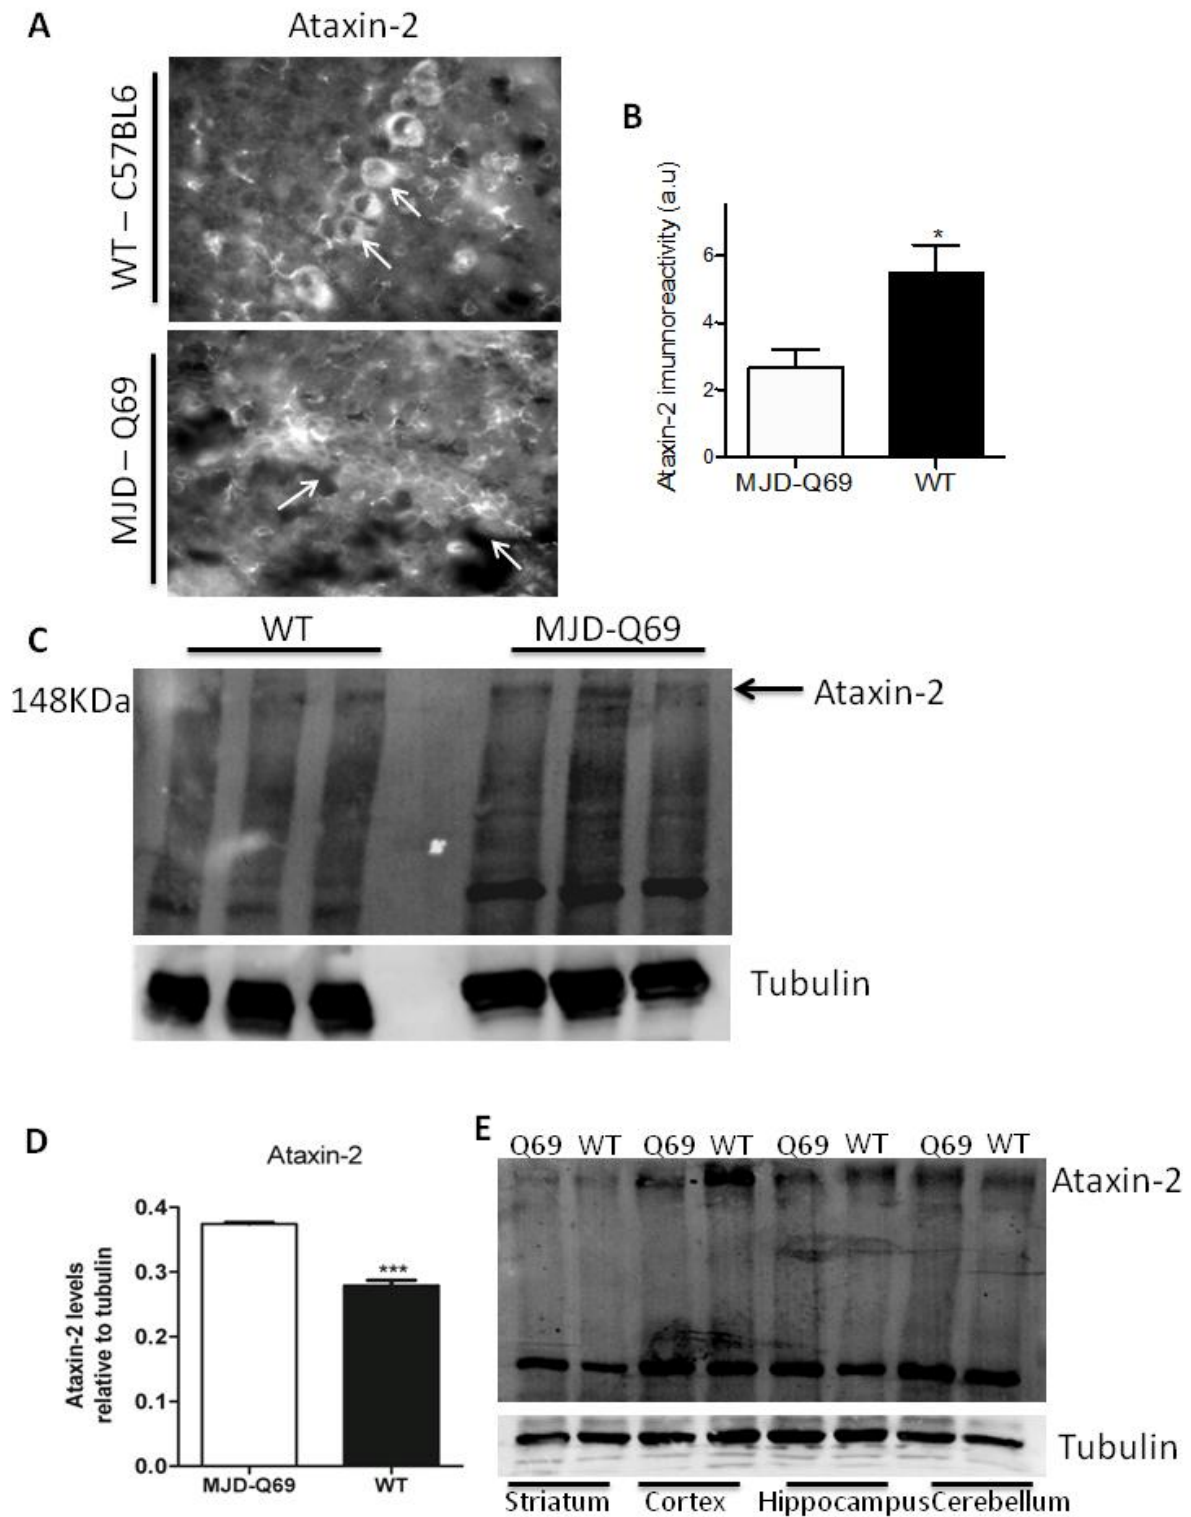 A
Ataxin-2
WT – C57BL6
MJD – Q69
B
Ataxin-2 imunnoreactivity (a.u)
6
4
2
0
*
MJD-Q69 WT
C
WT MJD-Q69
148KDa
Ataxin-2
Tubulin
D
Ataxin-2
Ataxin-2 levels
relative to tubulin
0.4
0.3
0.2
0.1
0.0
***
MJD-Q69 WT
E
Q69 WT Q69 WT Q69 WT Q69 WT
Ataxin-2
Tubulin
Striatum Cortex Hippocampus Cerebellum